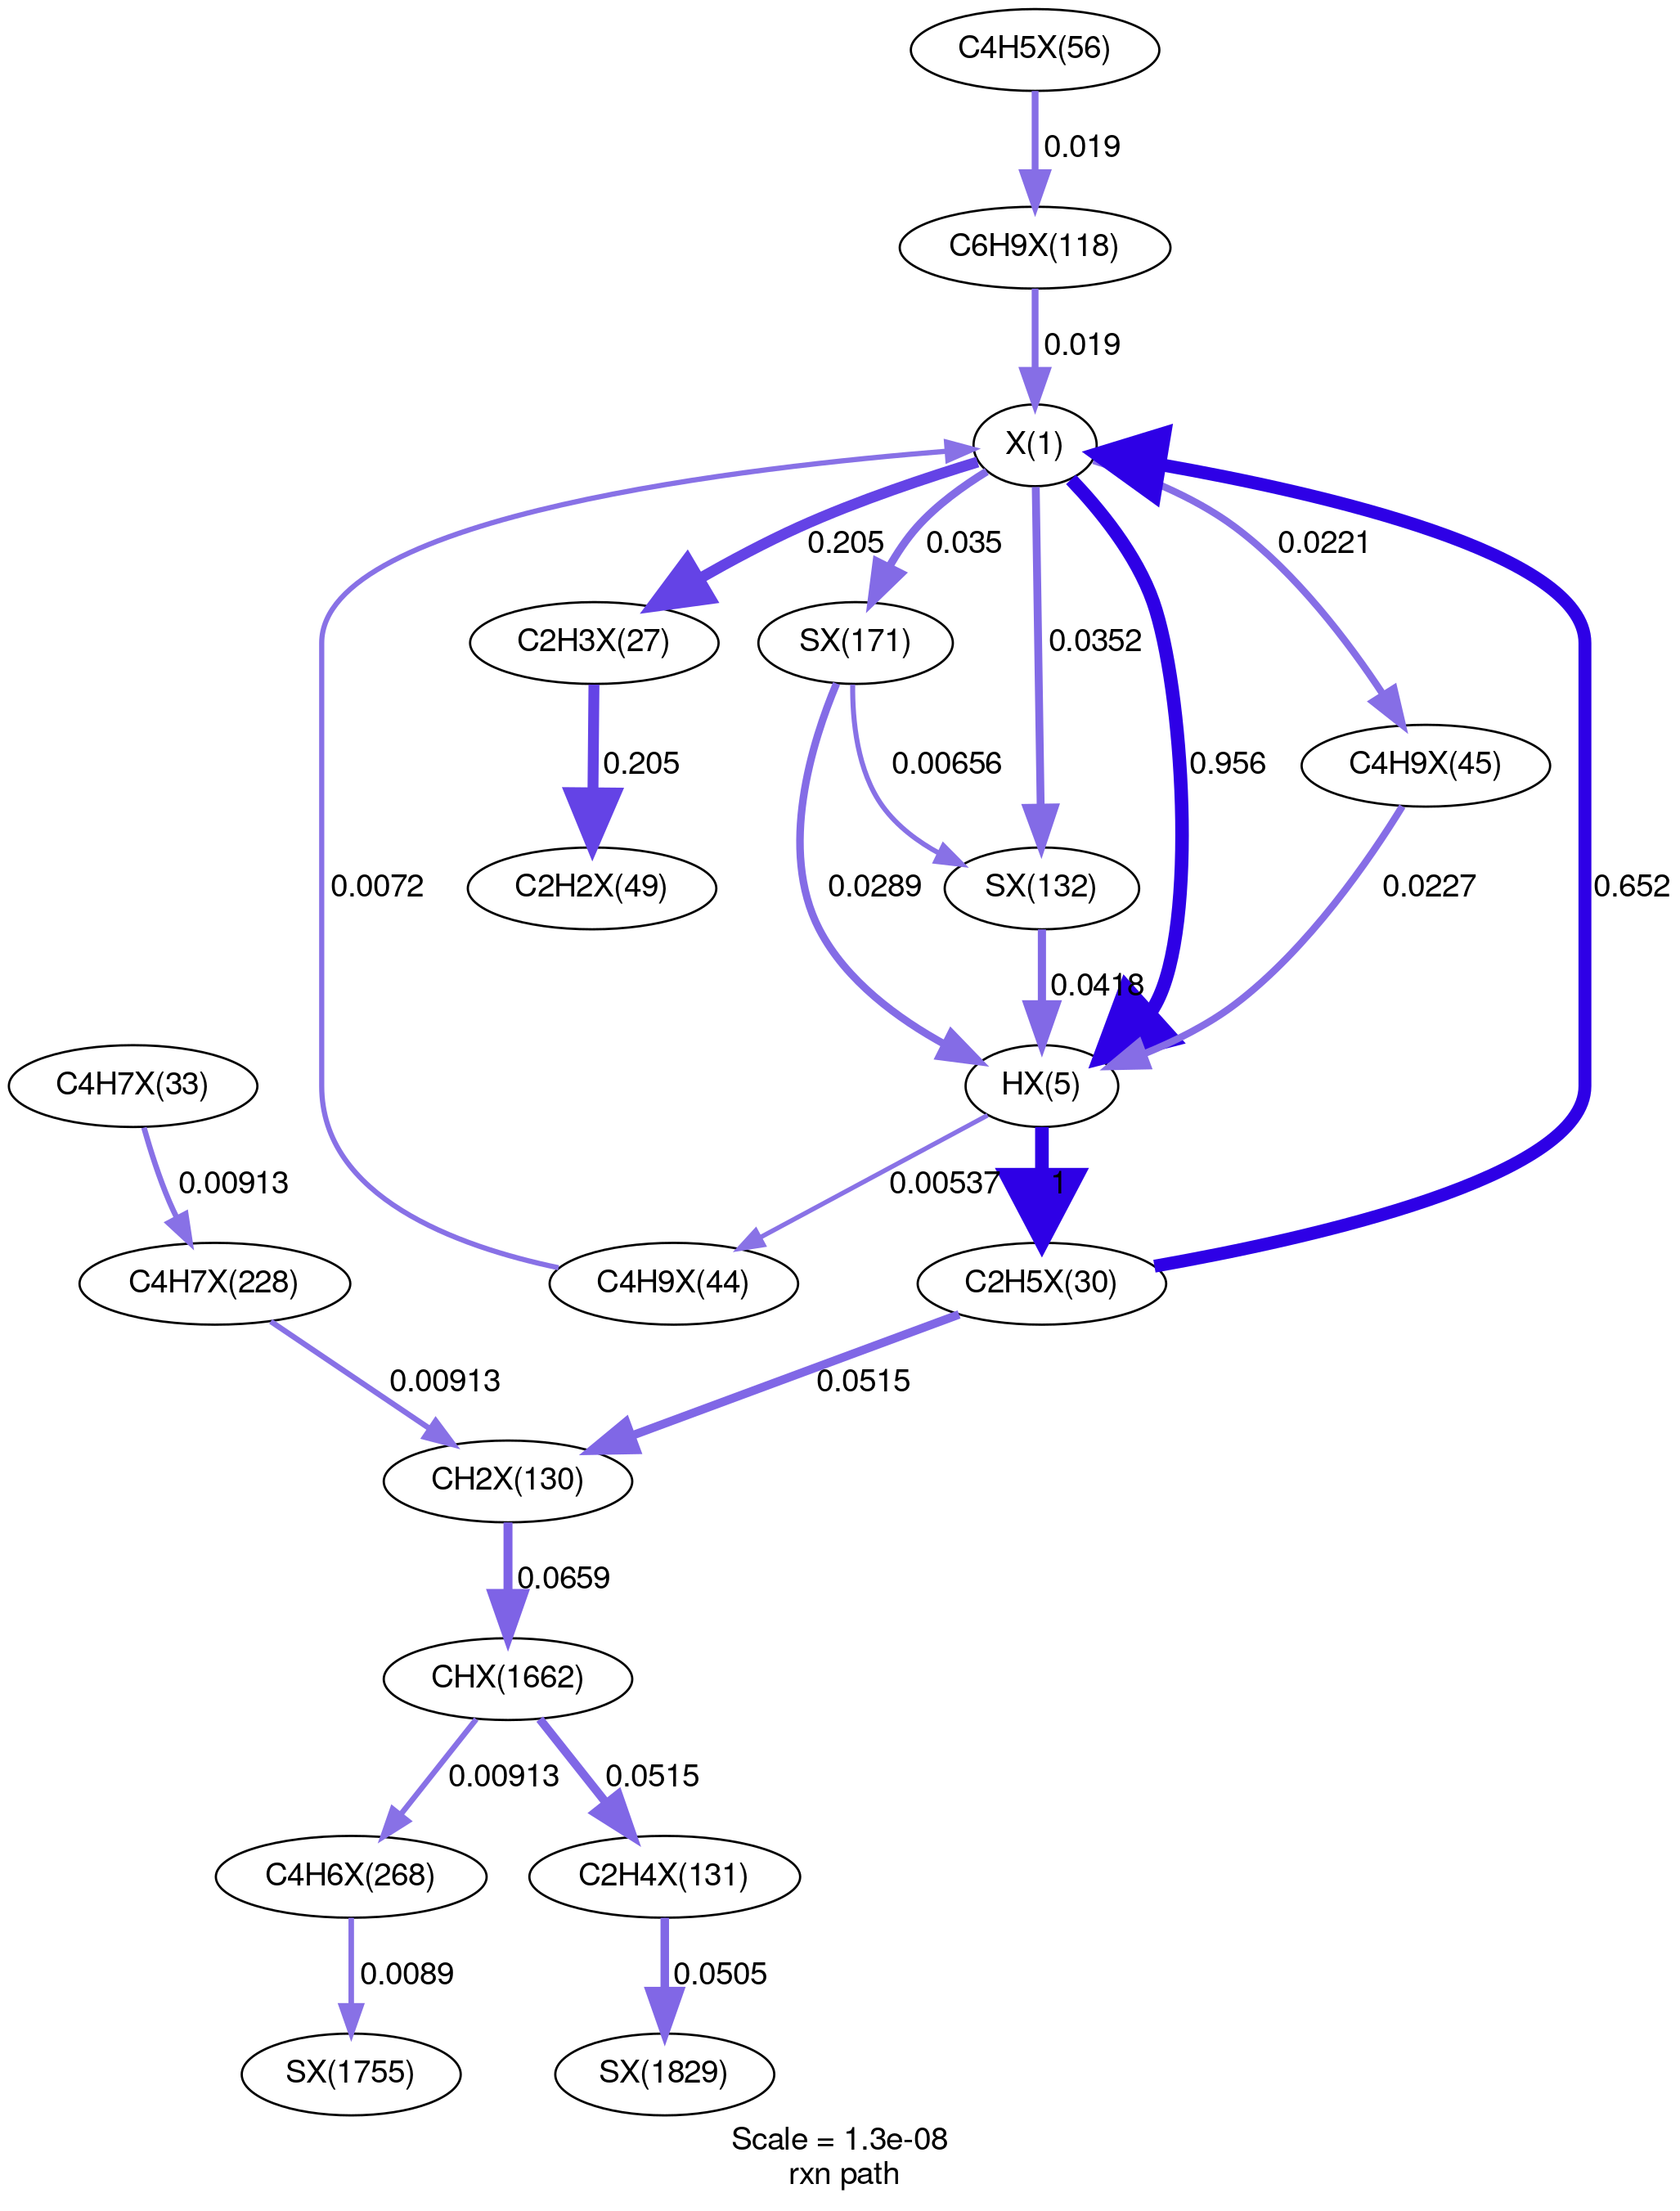 C4H5X(56)
0.019
C6H9X(118)
0.019
X(1)
0.205
0.035
0.0221
C2H3X(27)
SX(171)
0.0352
0.205
0.00656
0.956
C4H9X(45)
0.0072
C2H2X(49)
0.0289
SX(132)
0.0227
0.652
0.0418
C4H7X(33)
HX(5)
0.00913
0.00537
1
C4H7X(228)
C4H9X(44)
C2H5X(30)
0.00913
0.0515
CH2X(130)
0.0659
CHX(1662)
0.00913
0.0515
C4H6X(268)
C2H4X(131)
0.0089
0.0505
SX(1755)
SX(1829)
Scale = 1.3e-08
rxn path